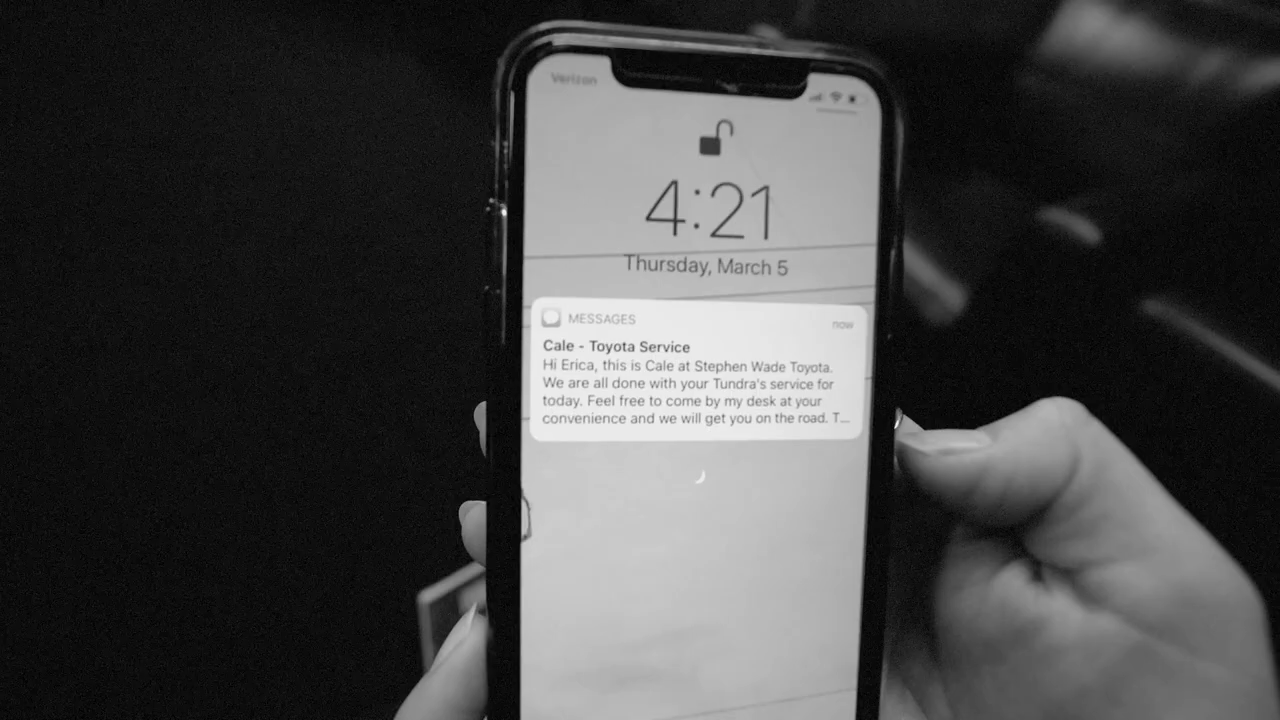 Verizon
4:21
Thursday, March 5
MESSAGES
now
Cale - Toyota Service
Hi Erica, this is Cale at Stephen Wade Toyota.
We are all done with your Tundra's service for
today. Feel free to come by my desk at your
convenience and we will get you on the road. T...